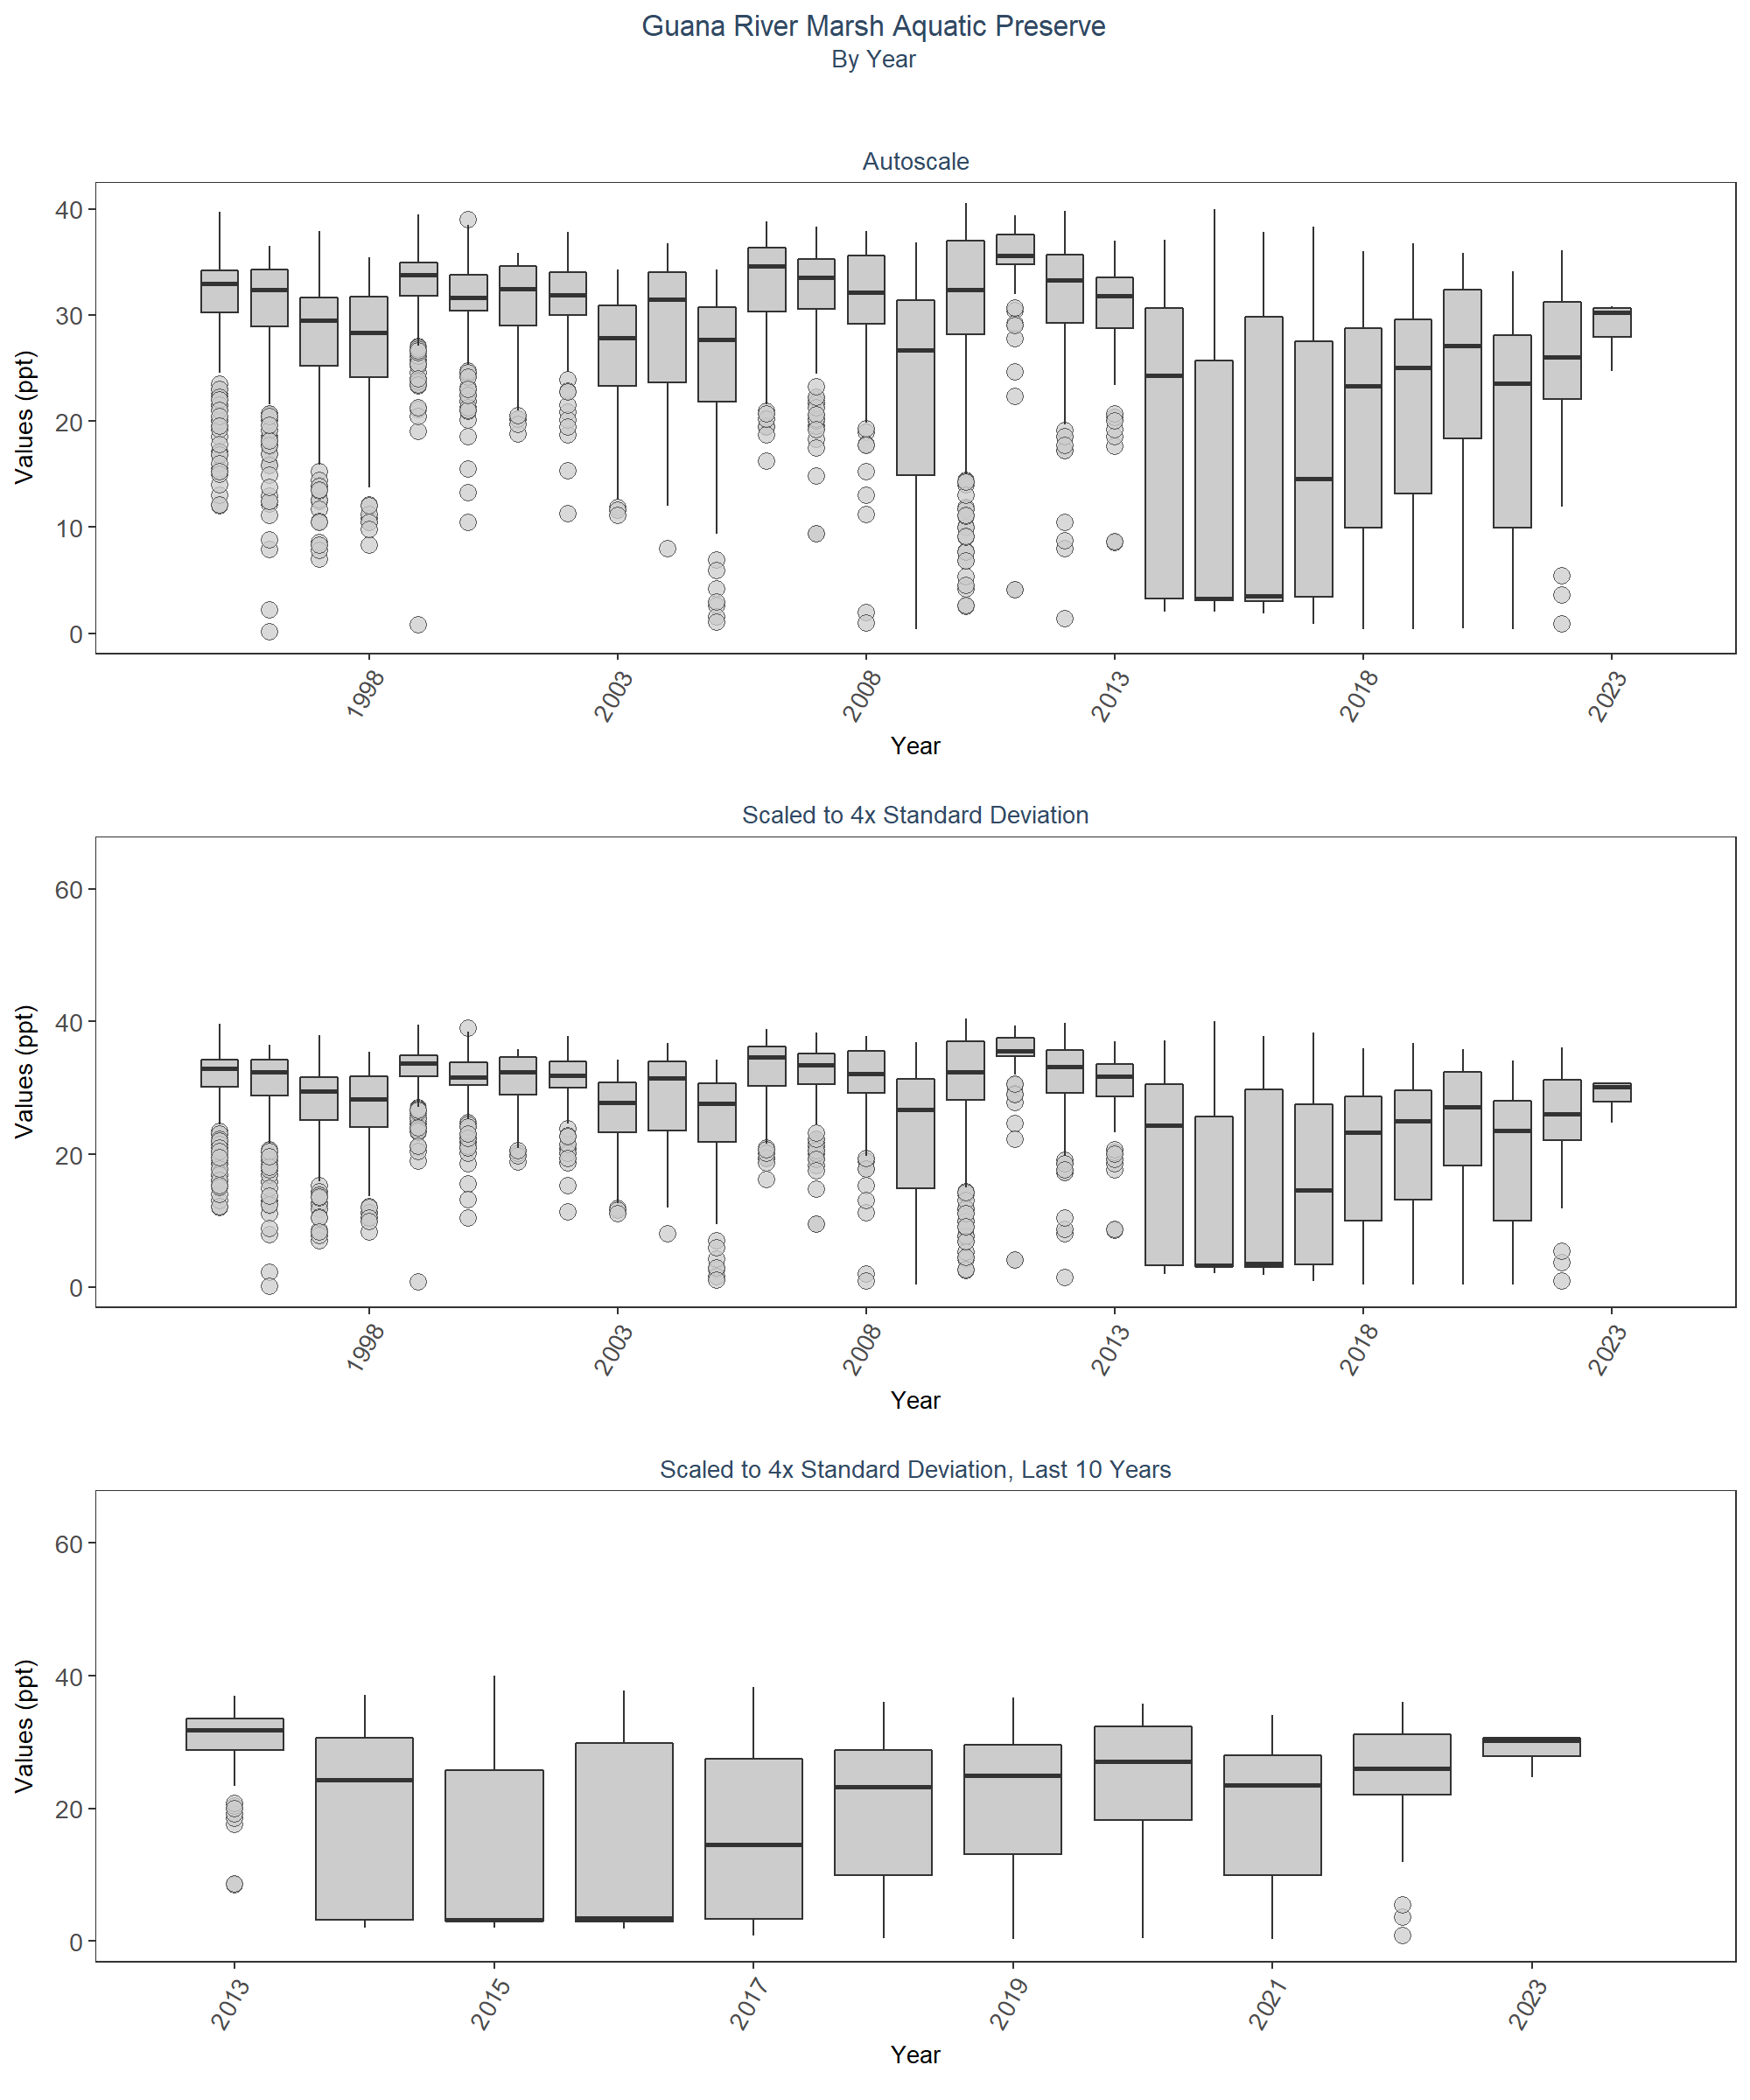 Guana River Marsh Aquatic Preserve
By Year
Autoscale
40
30
20
10
0
Values (ppt)
1998 2003 2008 2013 2018 2023
Year
Scaled to 4x Standard Deviation
60
40
20
0
Values (ppt)
1998 2003 2008 2013 2018 2023
Year
Scaled to 4x Standard Deviation, Last 10 Years
60
40
20
0
Values (ppt)
2013 2015 2017 2019 2021 2023
Year